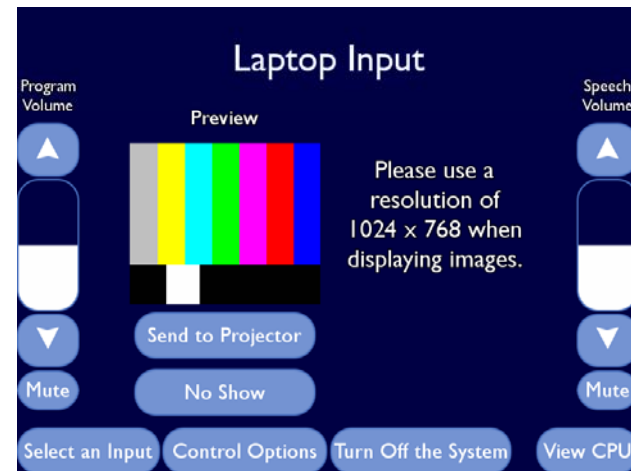 Laptop Input
Program
Volume
Speech
Volume
Preview
Please use a
resolution of
1024 x 768 when
displaying images.
Send to Projector
No Show
Mute
Mute
Select an Input
Control Options
Turn Off the System
View CPU